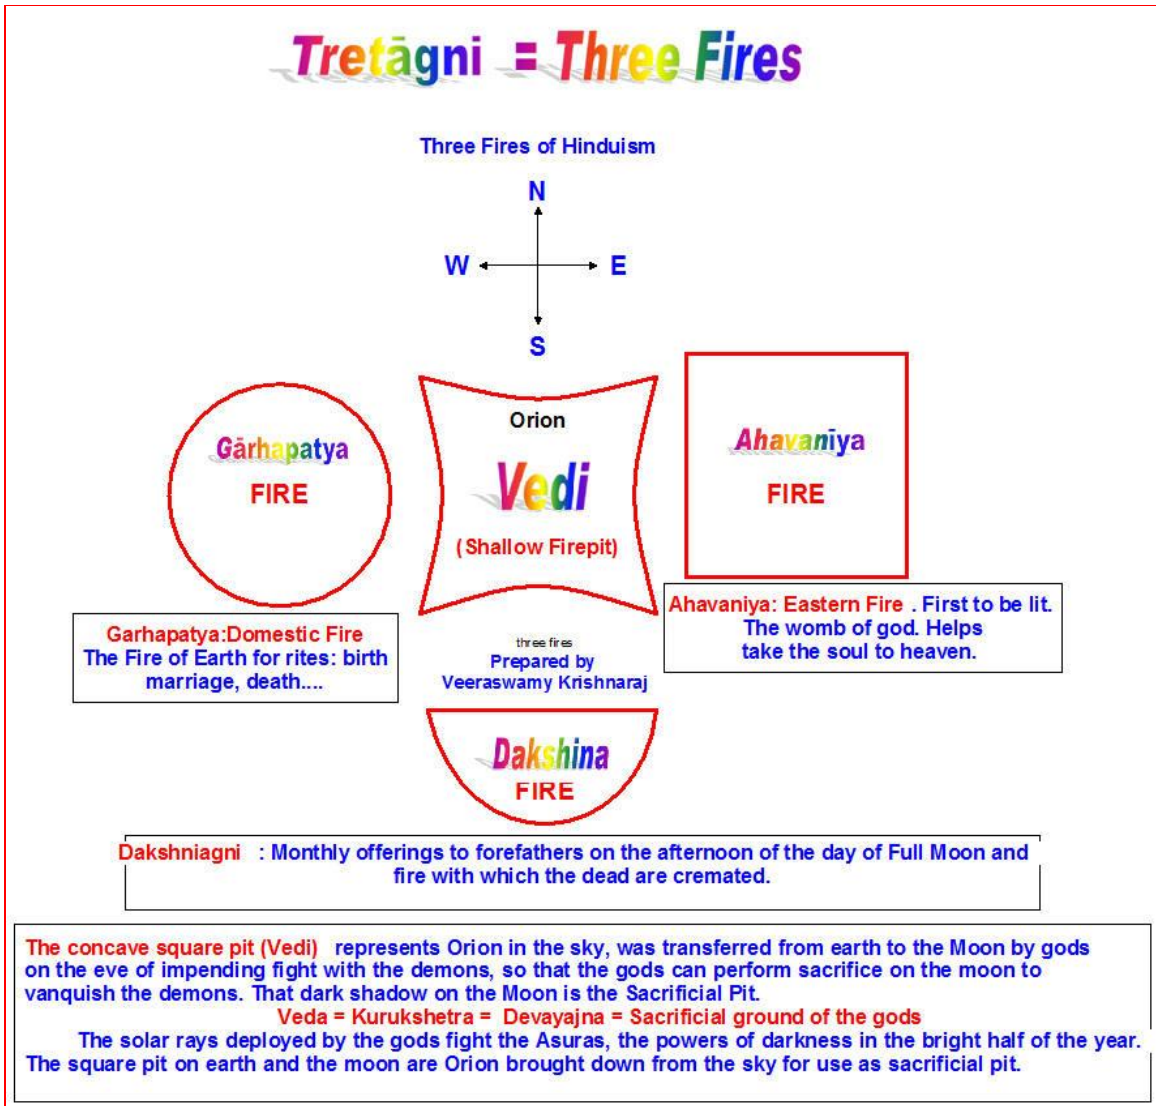 Tretāgni = Three Fires
Three Fires of Hinduism
N
W E
S
Gārhapatya
FIRE
Orion
Vedi
(Shallow Firepit)
Ahavanīya
FIRE
Garhapatya:Domestic Fire
The Fire of Earth for rites: birth
marriage, death....
three fires
Prepared by
Veeraswamy Krishnaraj
Ahavaniya: Eastern Fire . First to be lit.
The womb of god. Helps
take the soul to heaven.
Dakshina
FIRE
Dakshniagni : Monthly offerings to forefathers on the afternoon of the day of Full Moon and
fire with which the dead are cremated.
The concave square pit (Vedi) represents Orion in the sky, was transferred from earth to the Moon by gods
on the eve of impending fight with the demons, so that the gods can perform sacrifice on the moon to
vanquish the demons. That dark shadow on the Moon is the Sacrificial Pit.
Veda = Kurukshetra = Devayajna = Sacrificial ground of the gods
The solar rays deployed by the gods fight the Asuras, the powers of darkness in the bright half of the year.
The square pit on earth and the moon are Orion brought down from the sky for use as sacrificial pit.